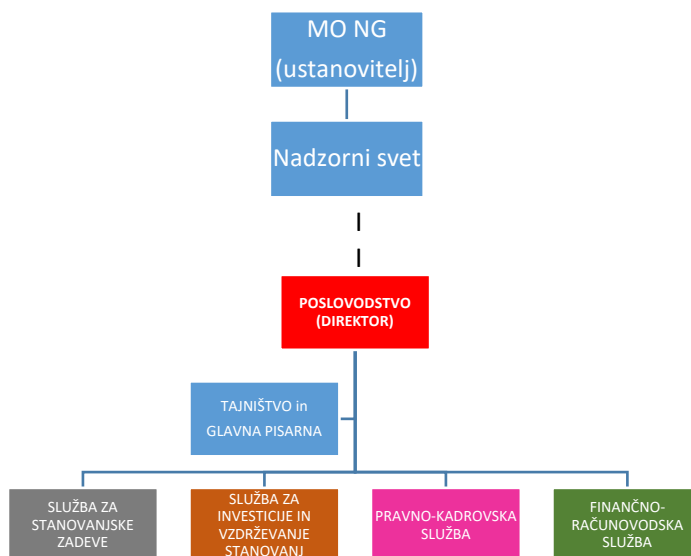 MO NG
(ustanovitelj)
Nadzorni svet
POSLOVODSTVO
(DIREKTOR)
TAJNIŠTVO in
GLAVNA PISARNA
SLUŽBA ZA
STANOVANJSKE
ZADEVE
SLUŽBA ZA
INVESTICIJE IN
VZDRŽEVANJE
STANOVANJ
PRAVNO-KADROVSKA
SLUŽBA
FINANČNO-
RAČUNOVODSKA
SLUŽBA